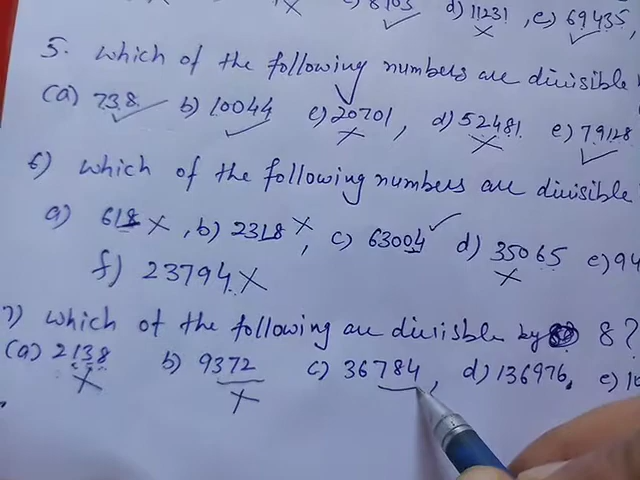 c) 8103 d) 11231, e) 69435,
5. Which of the following numbers are divisible
(a) 738 b) 10044 c) 20701, d) 52481 e) 79128
6) Which of the following numbers are divisible
a) 618 X, b) 2318 X, c) 63004 d) 35065 e) 94
f) 23794 X
7) Which of the following are divisible by 8?
(a) 2138 b) 9372 c) 36784, d) 136976, e) 10
X X